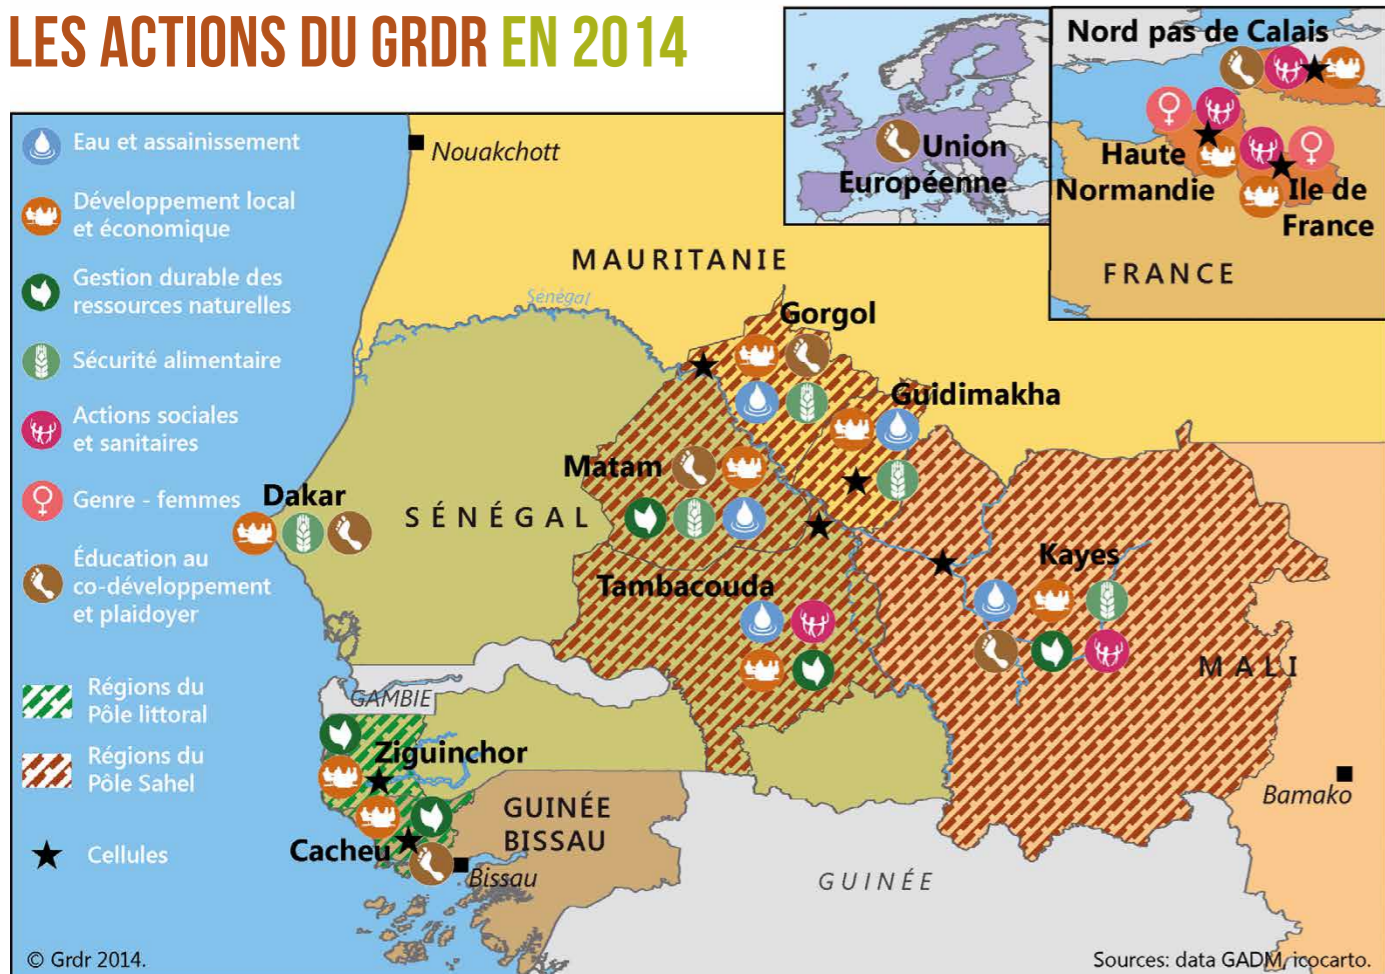 LES ACTIONS DU GRDR EN 2014
Eau et assainissement
Développement local
et économique
Gestion durable des
ressources naturelles
Sécurité alimentaire
Actions sociales
et sanitaires
Genre - femmes
Éducation au
co-développement
et plaidoyer
Régions du
Pôle littoral
Régions du
Pôle Sahel
Cellules
Nouakchott
MAURITANIE
Sénégal
Gorgol
Guidimakha
Matam
Dakar
SÉNÉGAL
Tambacouda
Kayes
MALI
GAMBIE
Ziguinchor
GUINÉE
BISSAU
Cacheu
Bissau
GUINÉE
Bamako
Union
Européenne
Nord pas de Calais
Haute
Normandie
Ile de
France
FRANCE
© Grdr 2014.
Sources: data GADM, icocarto.